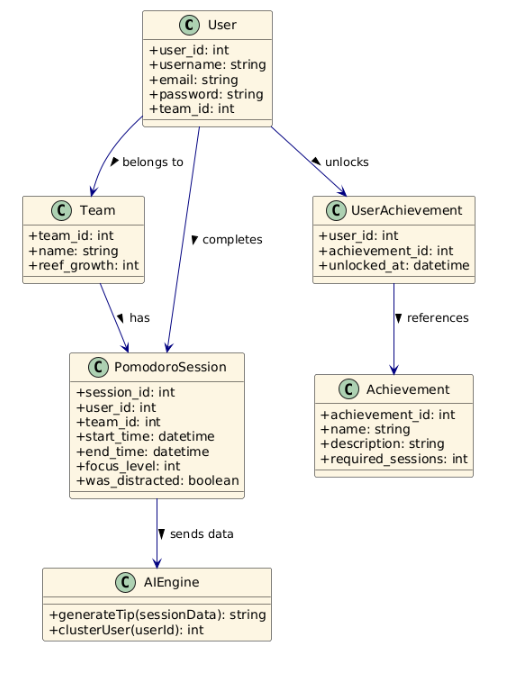 C User
+user_id: int
+username: string
+email: string
+password: string
+team_id: int
belongs to
unlocks
C Team
+team_id: int
+name: string
+reef_growth: int
completes
C UserAchievement
+user_id: int
+achievement_id: int
+unlocked_at: datetime
has
references
C PomodoroSession
+session_id: int
+user_id: int
+team_id: int
+start_time: datetime
+end_time: datetime
+focus_level: int
+was_distracted: boolean
C Achievement
+achievement_id: int
+name: string
+description: string
+required_sessions: int
sends data
C AIEngine
+generateTip(sessionData): string
+clusterUser(userId): int